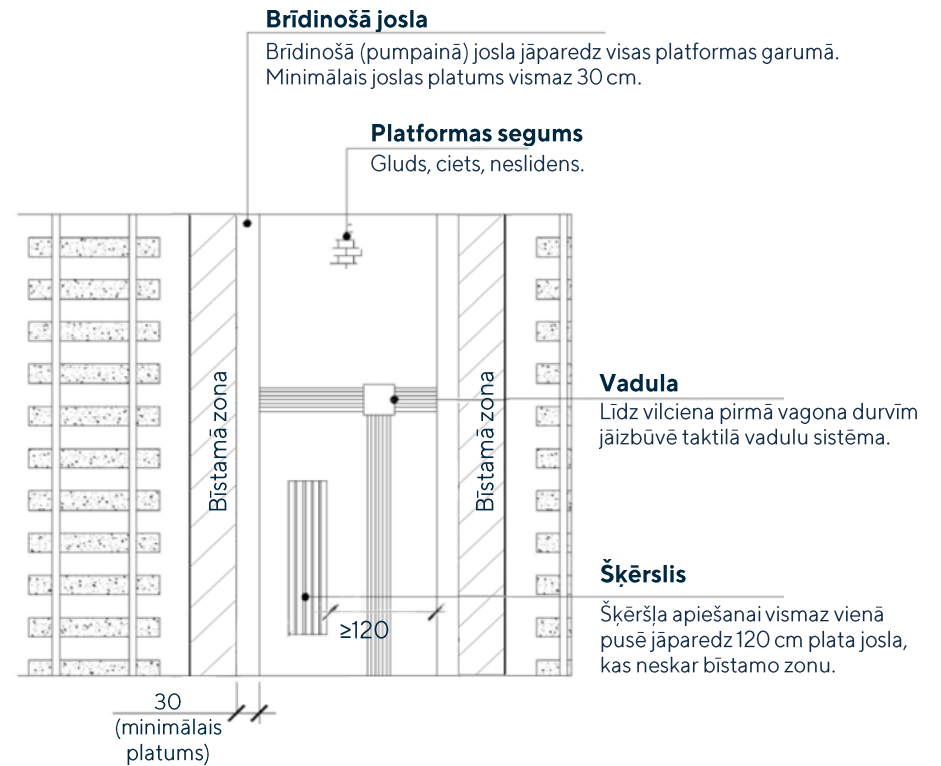 Brīdinošā josla
Brīdinošā (pumpainā) josla jāparedz visas platformas garumā.
Minimālais joslas platums vismaz 30 cm.
Platformas segums
Gluds, ciets, neslidens.
Bīstamā zona
Bīstamā zona
Vadula
Līdz vilciena pirmā vagona durvīm
jāizbūvē taktilā vadulu sistēma.
Šķērslis
Šķēršļa apiešanai vismaz vienā
pusē jāparedz 120 cm plata josla,
kas neskar bīstamo zonu.
≥120
30
(minimālais
platums)